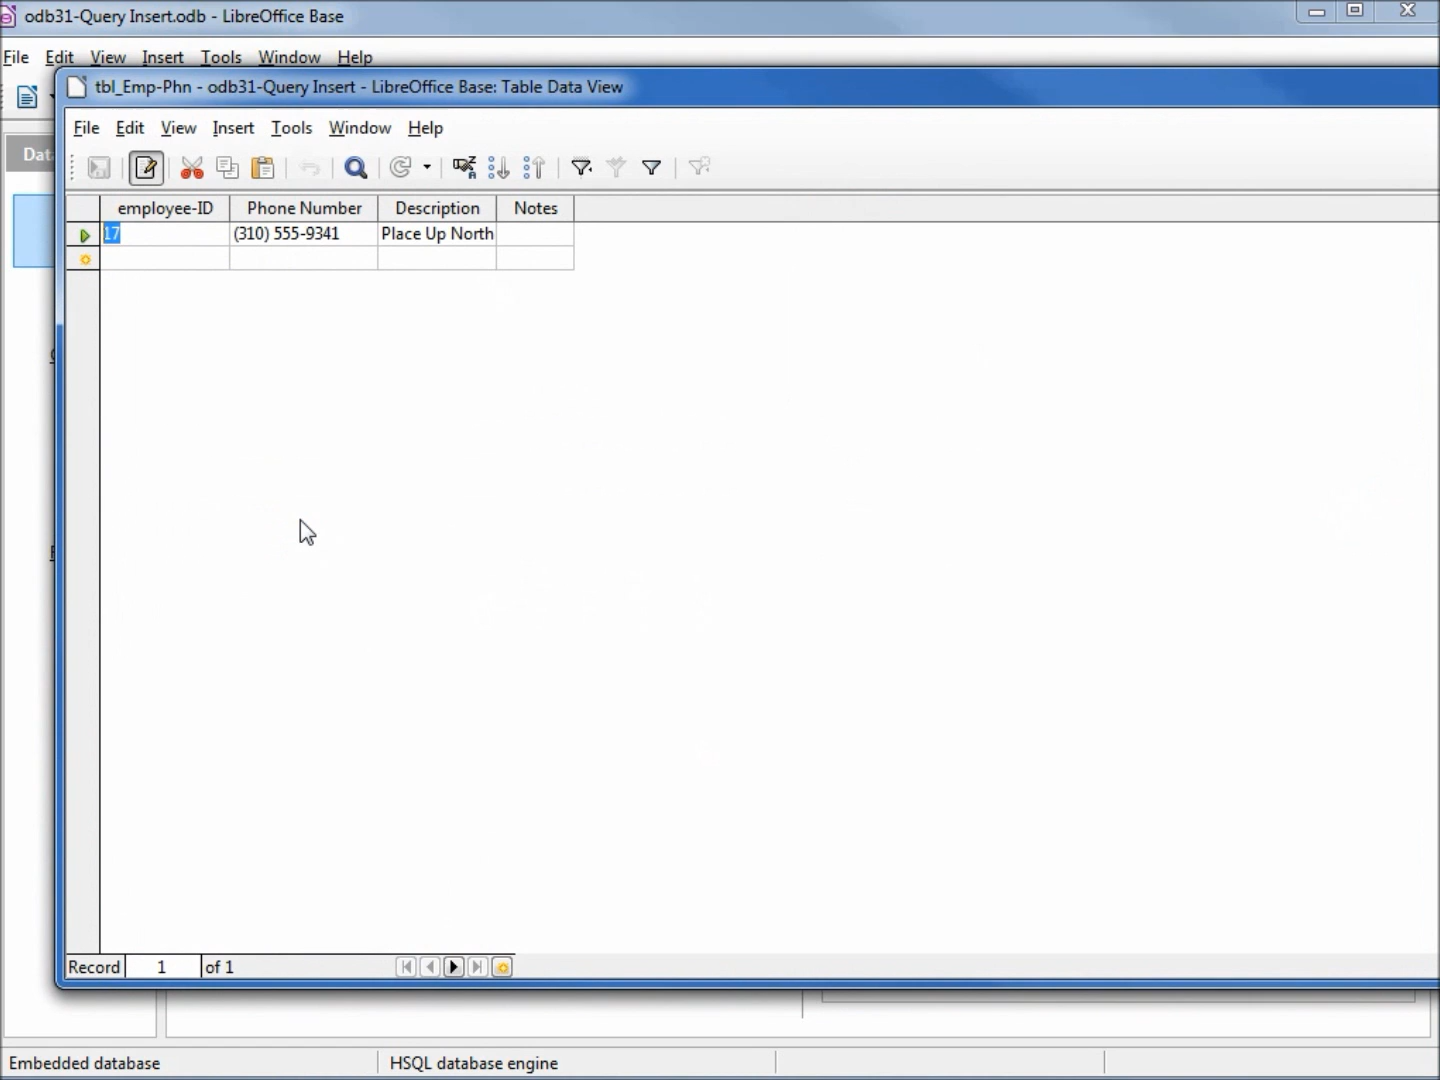 odb31-Query Insert.odb - LibreOffice Base
File Edit View Insert Tools Window Help
tbl_Emp-Phn - odb31-Query Insert - LibreOffice Base: Table Data View
File Edit View Insert Tools Window Help
employee-ID Phone Number Description Notes
17 (310) 555-9341 Place Up North
Record 1 of 1
Embedded database HSQL database engine